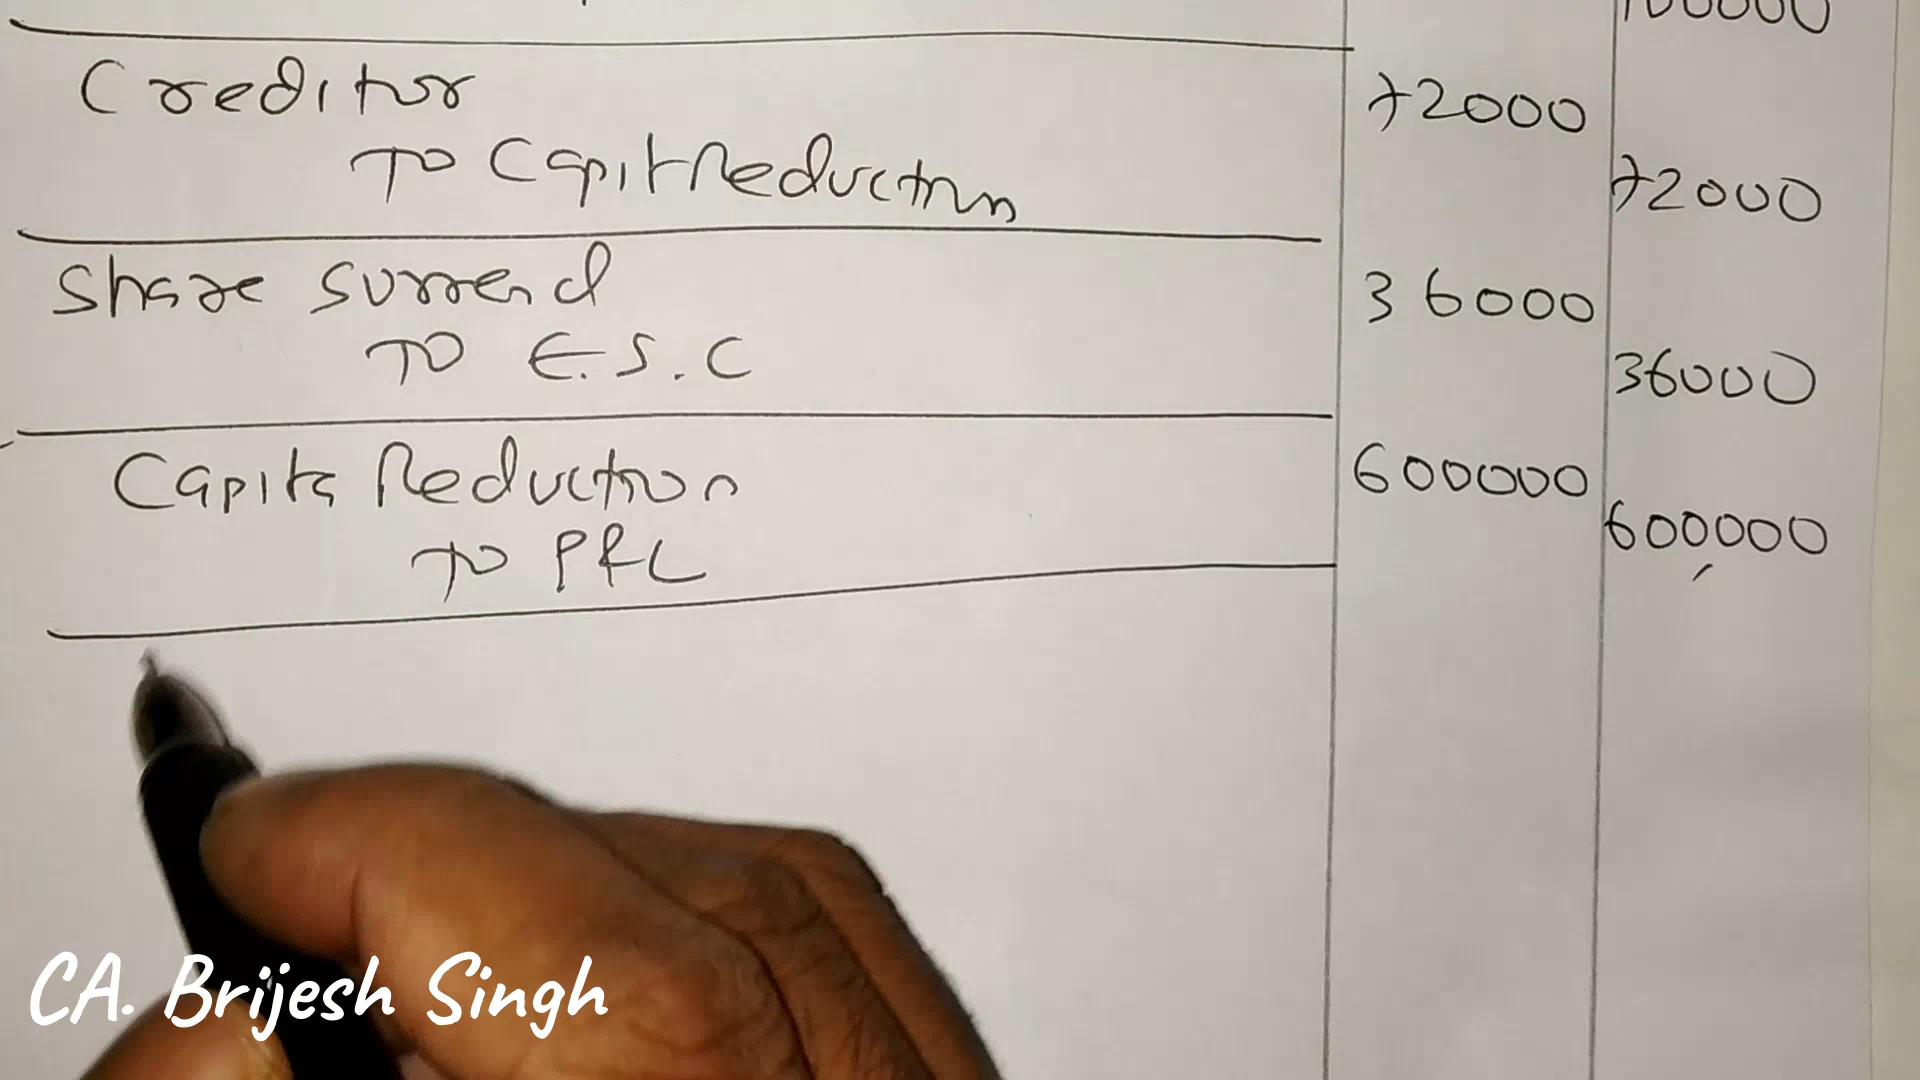 100000
Creditor 72000
To Capit Reduction 72000
Share Surrend 36000
To E.S.C 36000
Capita Reduction 600000
To P&L 600000
CA. Brijesh Singh